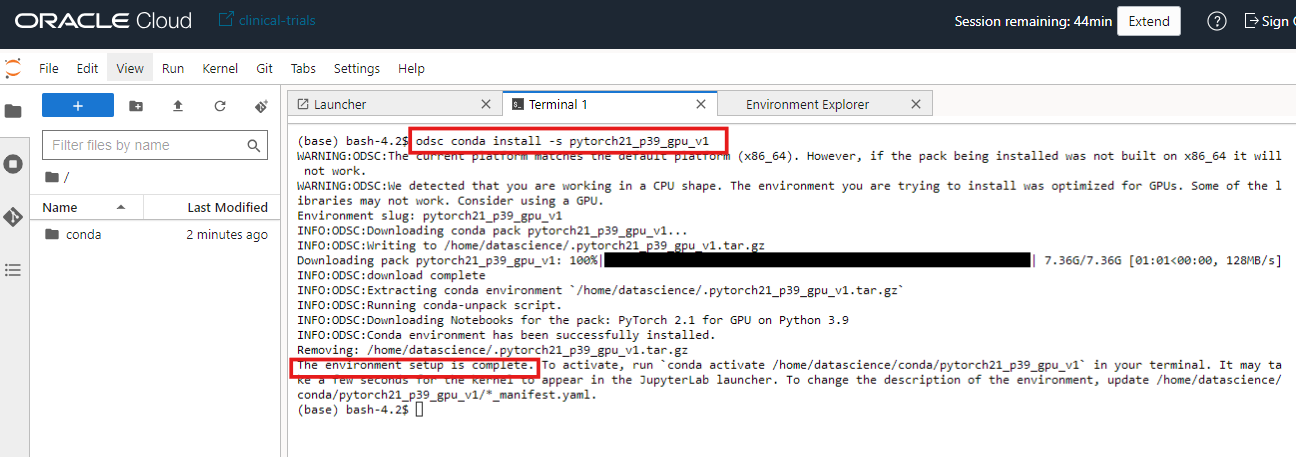 ORACLE Cloud
clinical-trials
Session remaining: 44min
Extend
?
Sign
File Edit View Run Kernel Git Tabs Settings Help
+
Launcher
Terminal 1
Environment Explorer
Filter files by name
/
Name
Last Modified
conda
2 minutes ago
(base) bash-4.2$ odsc conda install -s pytorch21_p39_gpu_v1
WARNING:ODSC:The current platform matches the default platform (x86_64). However, if the pack being installed was not built on x86_64 it will
not work.
WARNING:ODSC:We detected that you are working in a CPU shape. The environment you are trying to install was optimized for GPUs. Some of the l
ibraries may not work. Consider using a GPU.
Environment slug: pytorch21_p39_gpu_v1
INFO:ODSC:Downloading conda pack pytorch21_p39_gpu_v1...
INFO:ODSC:Writing to /home/datascience/.pytorch21_p39_gpu_v1.tar.gz
Downloading pack pytorch21_p39_gpu_v1: 100%| | 7.36G/7.36G [01:01<00:00, 128MB/s]
INFO:ODSC:download complete
INFO:ODSC:Extracting conda environment `/home/datascience/.pytorch21_p39_gpu_v1.tar.gz`
INFO:ODSC:Running conda-unpack script.
INFO:ODSC:Downloading Notebooks for the pack: PyTorch 2.1 for GPU on Python 3.9
INFO:ODSC:Conda environment has been successfully installed.
Removing: /home/datascience/.pytorch21_p39_gpu_v1.tar.gz
The environment setup is complete. To activate, run `conda activate /home/datascience/conda/pytorch21_p39_gpu_v1` in your terminal. It may ta
ke a few seconds for the kernel to appear in the JupyterLab launcher. To change the description of the environment, update /home/datascience/
conda/pytorch21_p39_gpu_v1/*_manifest.yaml.
(base) bash-4.2$